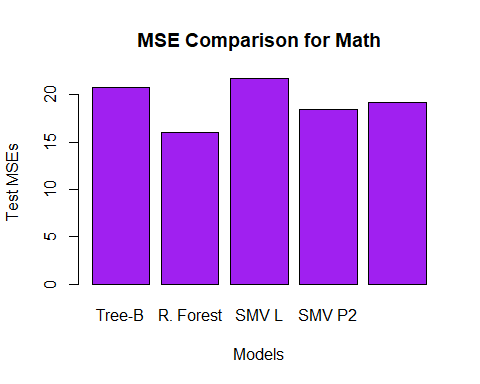 MSE Comparison for Math
Test MSEs
20
15
10
5
0
Tree-B R. Forest SMV L SMV P2
Models